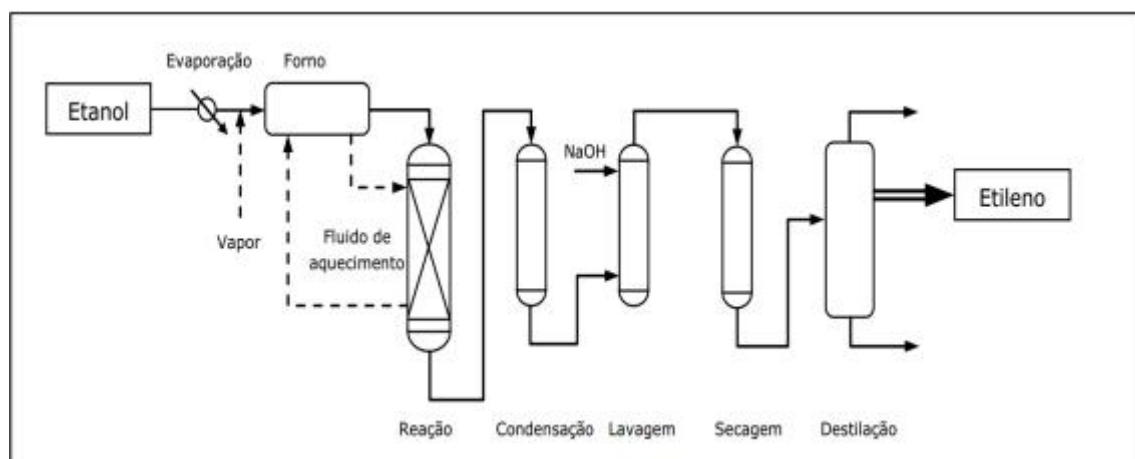 Evaporação
Forno
Etanol
NaOH
Vapor
Fluido de
aquecimento
Etileno
Reação
Condensação
Lavagem
Secagem
Destilação